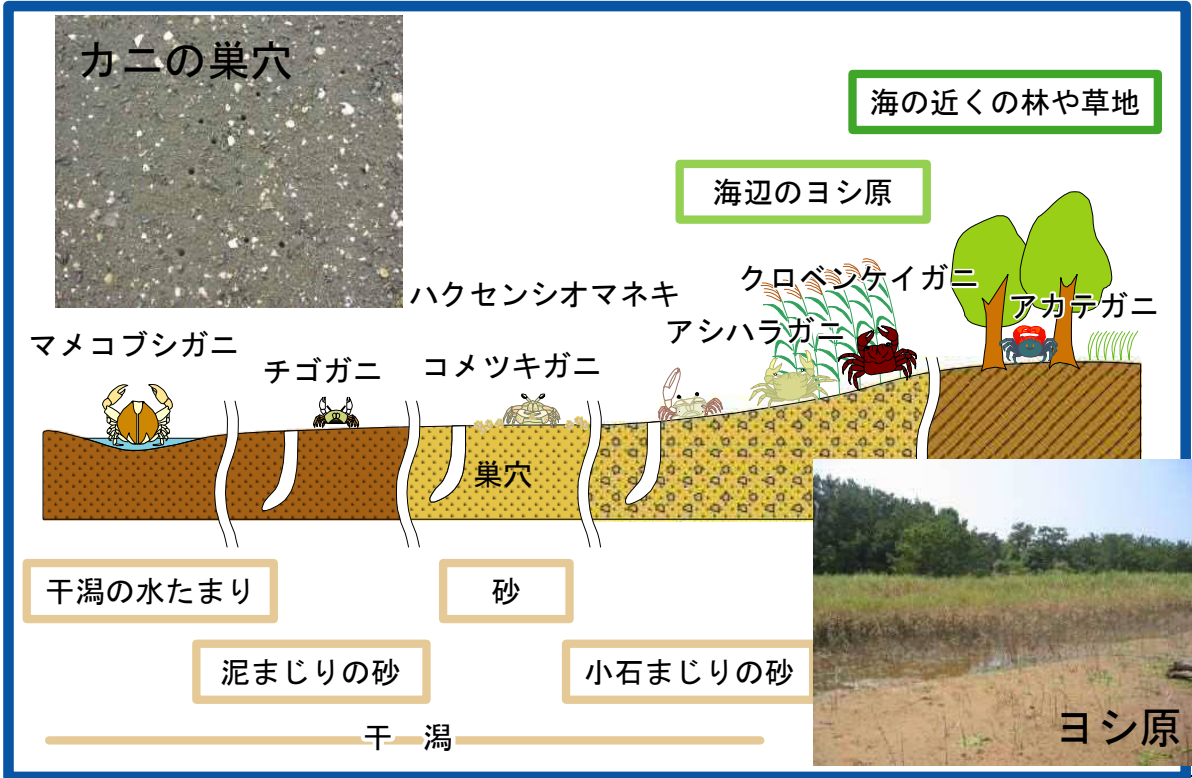 カニの巣穴
海の近くの林や草地
海辺のヨシ原
クロベンケイガニ
ハクセンシオマネキ
アカテガニ
アシハラガニ
マメコブシガニ
チゴガニ
コメツキガニ
巣穴
干潟の水たまり
砂
泥まじりの砂
小石まじりの砂
干 潟
ヨシ原